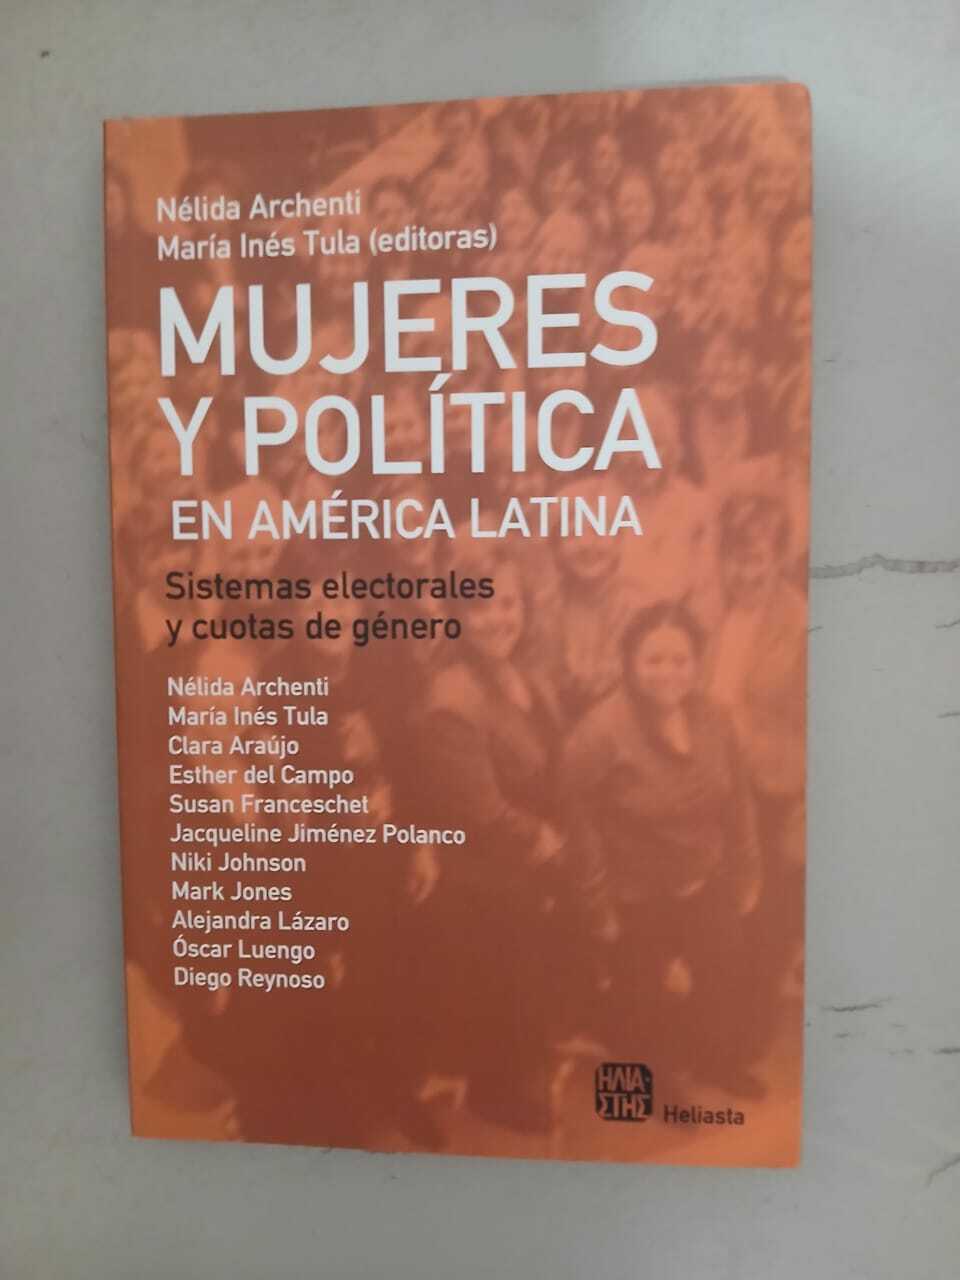 Nélida Archenti
María Inés Tula (editoras)
MUJERES
Y POLÍTICA
EN AMÉRICA LATINA
Sistemas electorales
y cuotas de género
Nélida Archenti
María Inés Tula
Clara Araújo
Esther del Campo
Susan Franceschet
Jacqueline Jiménez Polanco
Niki Johnson
Mark Jones
Alejandra Lázaro
Óscar Luengo
Diego Reynoso
ΗΛΙΑ·
ΣΤΗΣ
Heliasta